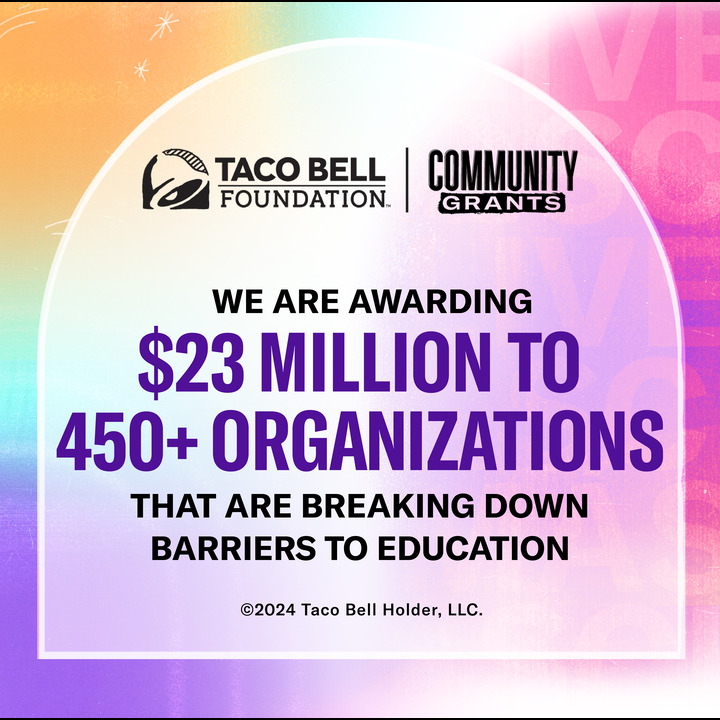 TACO BELL
FOUNDATION™
COMMUNITY
GRANTS
WE ARE AWARDING
$23 MILLION TO
450+ ORGANIZATIONS
THAT ARE BREAKING DOWN
BARRIERS TO EDUCATION
©2024 Taco Bell Holder, LLC.